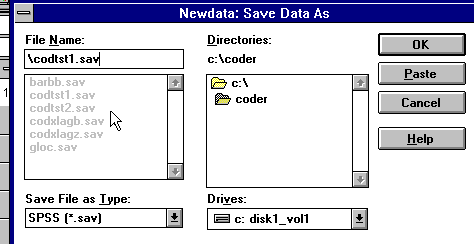 Newdata: Save Data As
File Name:
\codtst1.sav
barbb.sav
codtst1.sav
codtst2.sav
codxlagb.sav
codxlagz.sav
gloc.sav
Save File as Type:
SPSS (*.sav)
Directories:
c:\coder
c:\
coder
Drives:
c: disk1_vol1
OK
Paste
Cancel
Help
1